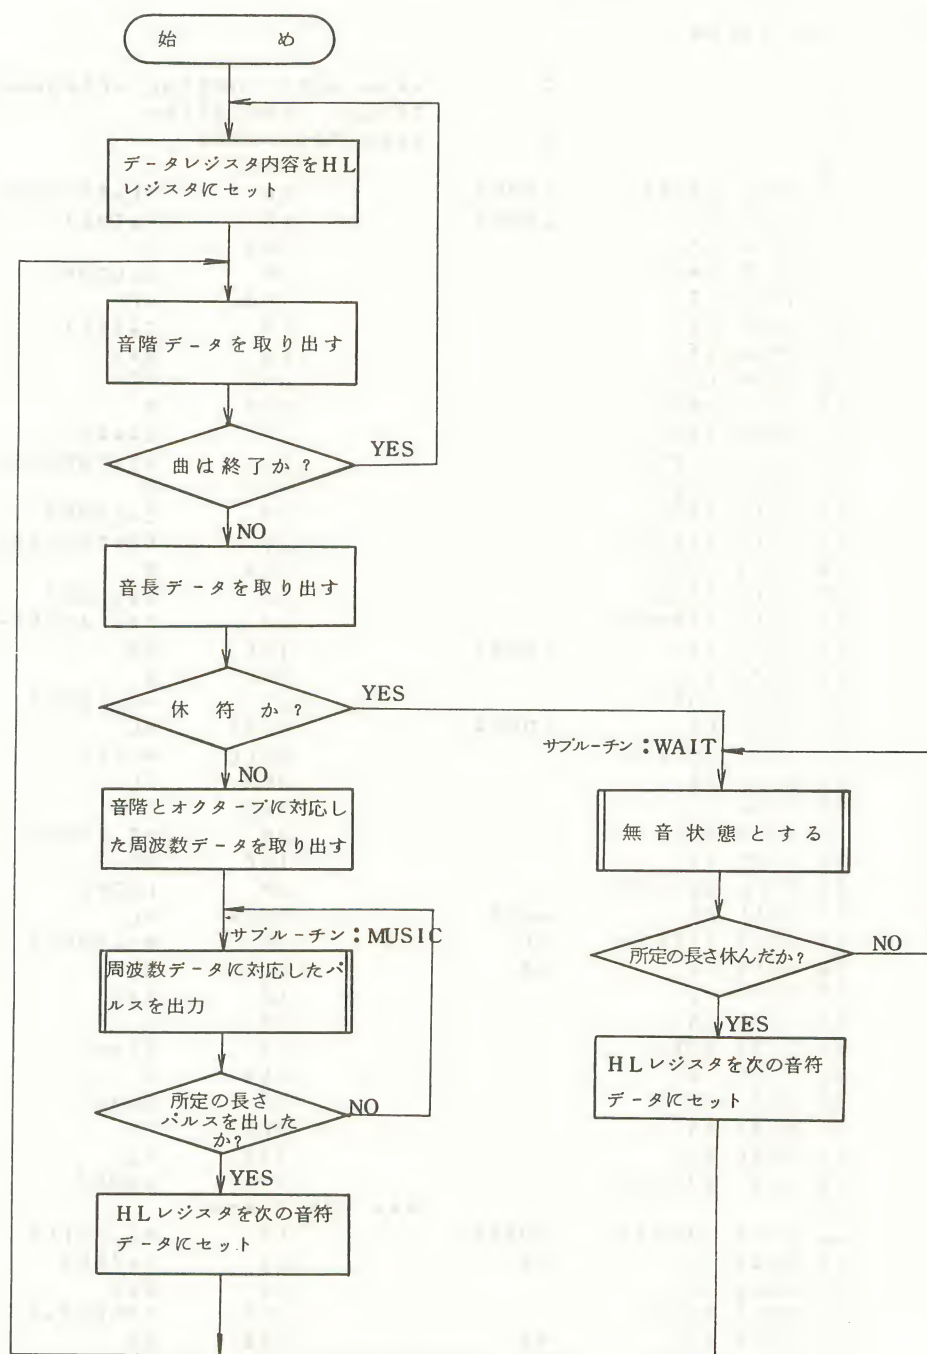 始 め
データレジスタ内容をHL
レジスタにセット
音階データを取り出す
曲は終了か？
YES
NO
音長データを取り出す
休 符 か？
YES
サブルーチン：WAIT
NO
音階とオクターブに対応し
た周波数データを取り出す
無音状態とする
サブルーチン：MUSIC
所定の長さ休んだか？
NO
周波数データに対応したパ
ルスを出力
YES
HLレジスタを次の音符
データにセット
所定の長さ
パルスを出した
か？
NO
YES
HLレジスタを次の音符
データにセット